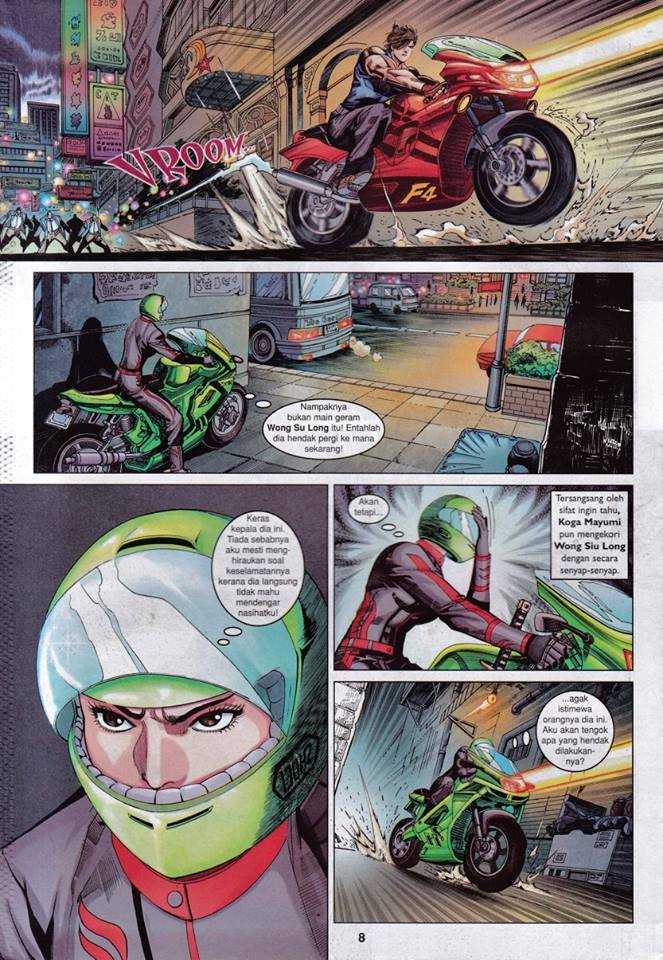 VROOM...
F4
Nampaknya
bukan main geram
Wong Su Long itu! Entahlah
dia hendak pergi ke mana
sekarang!
Keras
kepala dia ini.
Tiada sebabnya
aku mesti meng-
hiraukan soal
keselamatannya
kerana dia langsung
tidak mahu
mendengar
nasihatku!
Akan
tetapi...
Tersangsang oleh
sifat ingin tahu,
Koga Mayumi
pun mengekori
Wong Siu Long
dengan secara
senyap-senyap.
...agak
istimewa
orangnya dia ini.
Aku akan tengok
apa yang hendak
dilakukan-
nya?
8